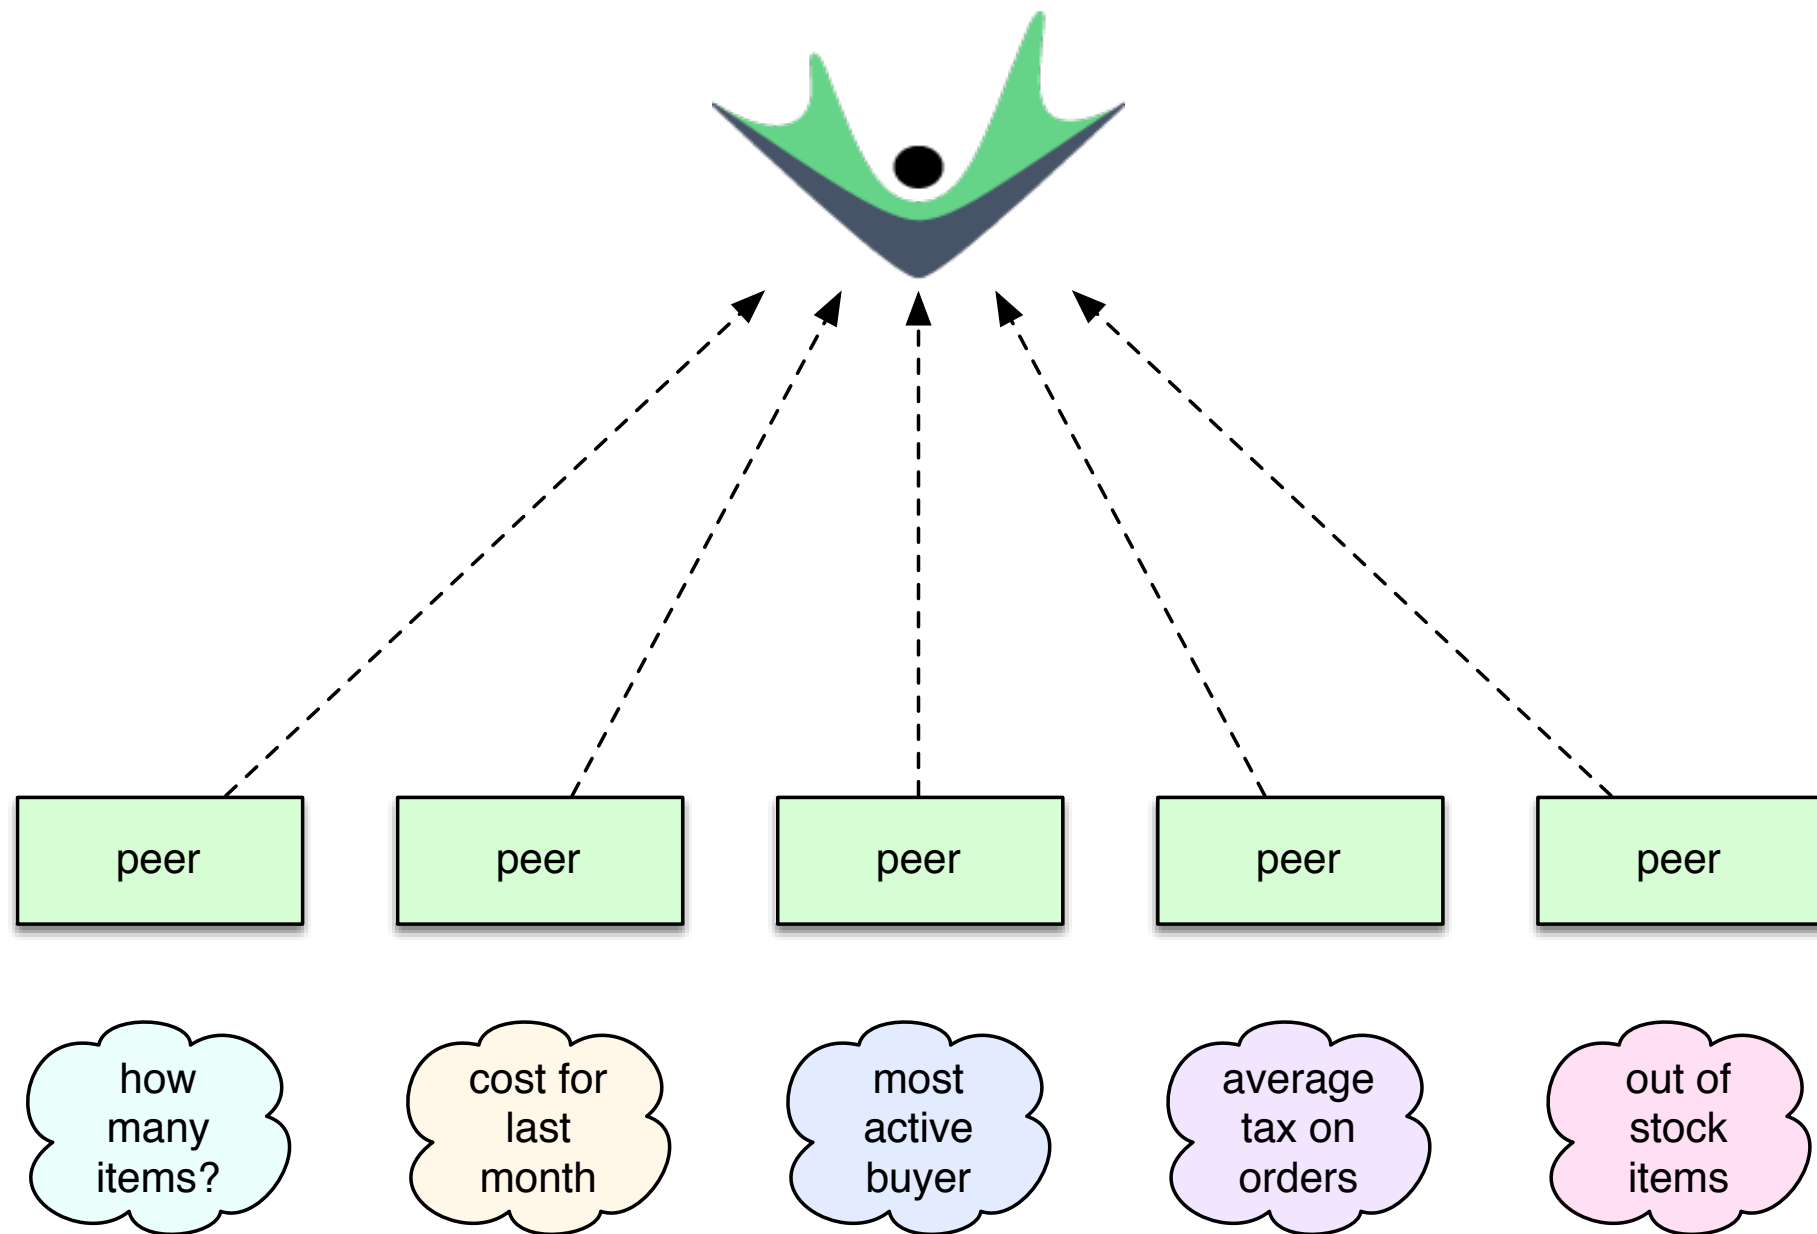 peer
peer
peer
peer
peer
how
many
items?
cost for
last
month
most
active
buyer
average
tax on
orders
out of
stock
items